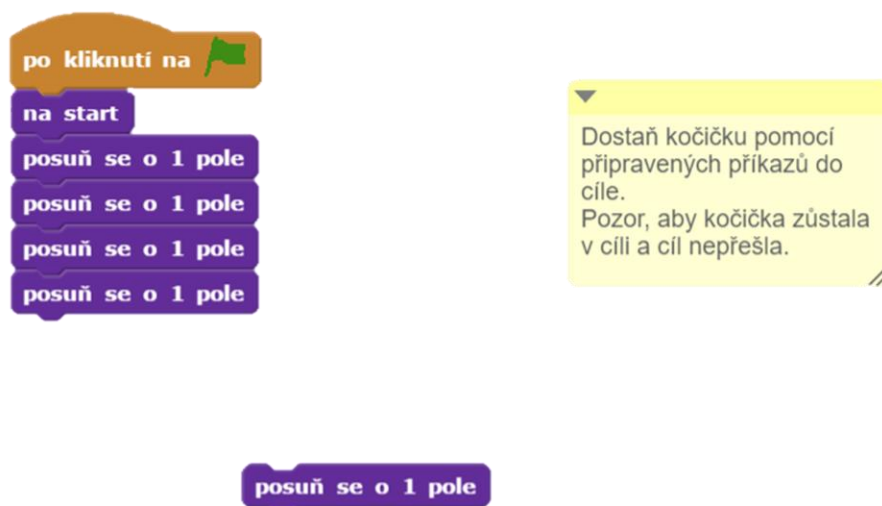 po kliknutí na
na start
posuň se o 1 pole
posuň se o 1 pole
posuň se o 1 pole
posuň se o 1 pole
Dostaň kočičku pomocí
připravených příkazů do
cíle.
Pozor, aby kočička zůstala
v cíli a cíl nepřešla.
posuň se o 1 pole